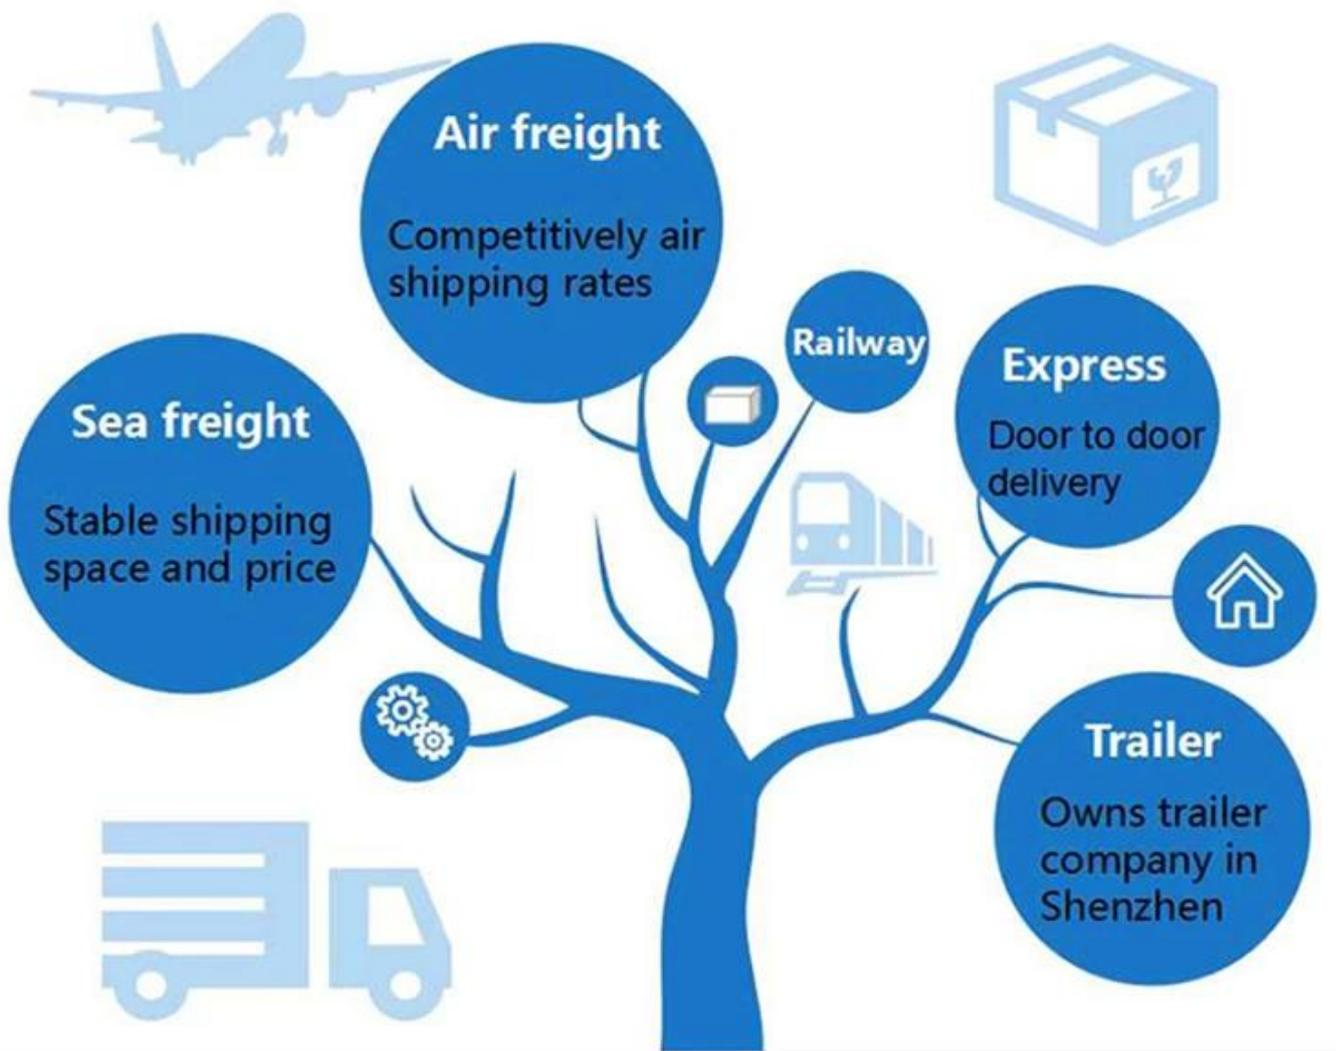 Air freight
Competitively air
shipping rates
Railway
Express
Door to door
delivery
Sea freight
Stable shipping
space and price
Trailer
Owns trailer
company in
Shenzhen